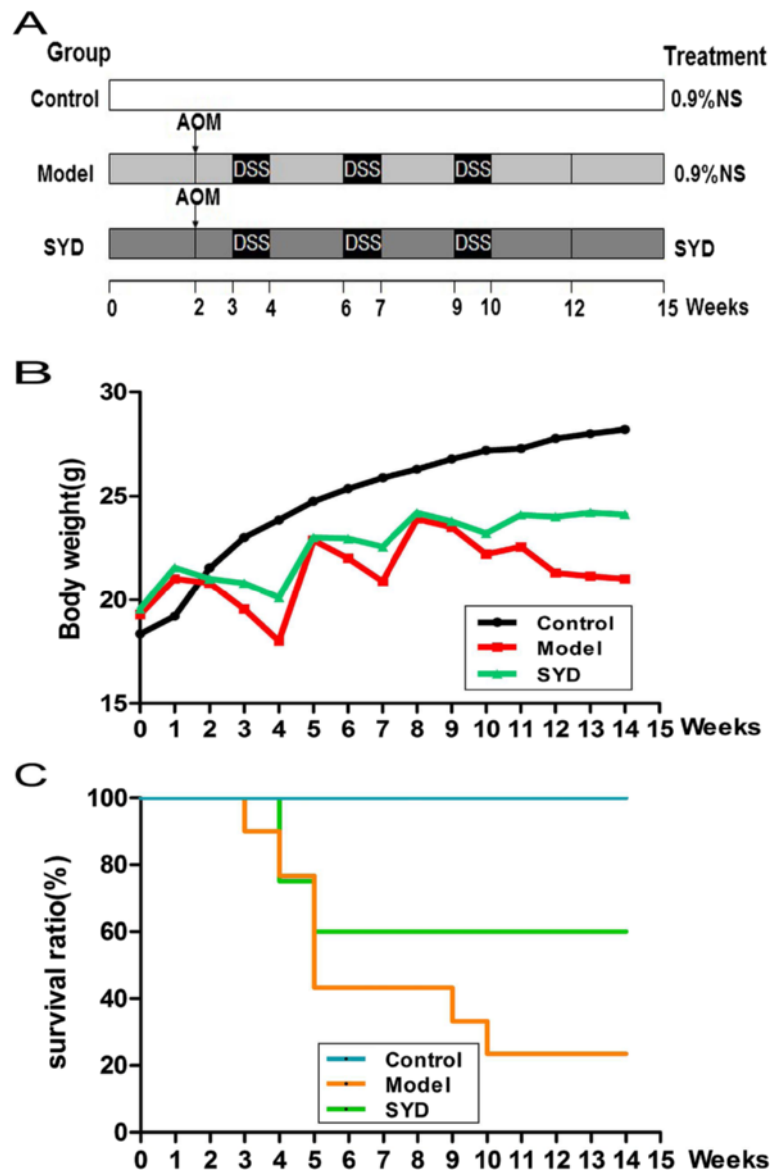 A
Group Treatment
Control 0.9%NS
AOM
Model DSS DSS DSS 0.9%NS
AOM
SYD DSS DSS DSS SYD
0 2 3 4 6 7 9 10 12 15 Weeks
B
30
25
20
15
Body weight(g)
Control
Model
SYD
0 1 2 3 4 5 6 7 8 9 10 11 12 13 14 15 Weeks
C
100
80
60
40
20
0
survival ratio(%)
Control
Model
SYD
0 1 2 3 4 5 6 7 8 9 10 11 12 13 14 15 Weeks